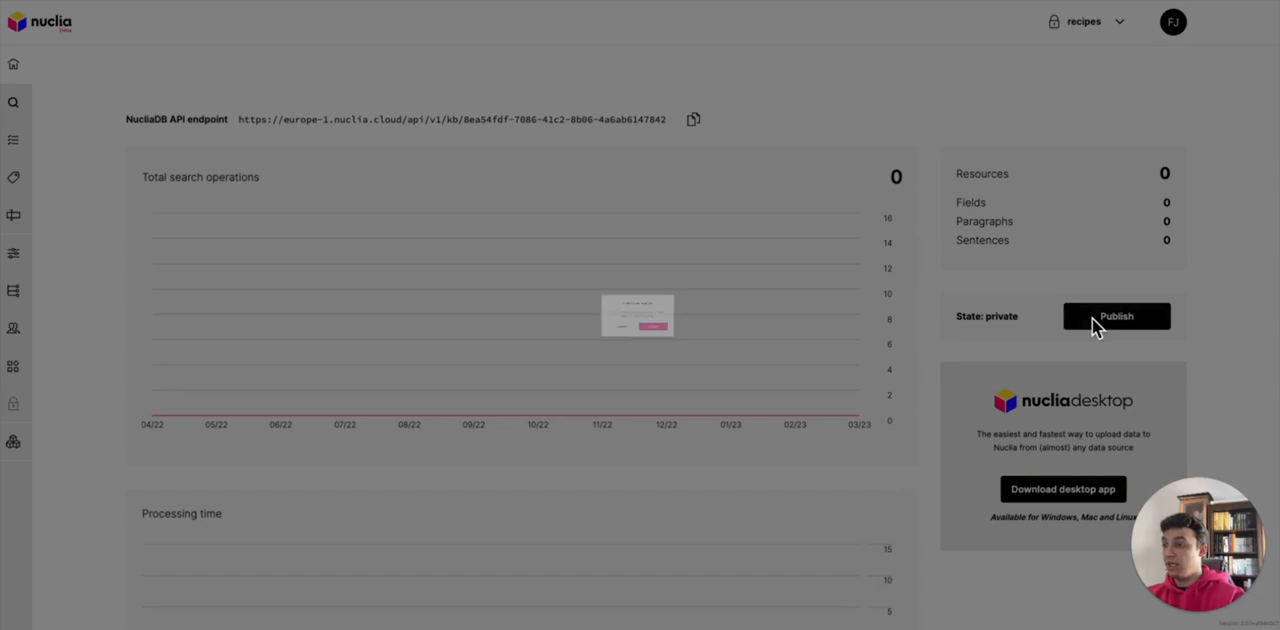 nuclia
beta
recipes
FJ
NucliaDB API endpoint https://europe-1.nuclia.cloud/api/v1/kb/8ea54fdf-7086-41c2-8b06-4a6ab6147842
Total search operations 0
16
14
12
10
8
6
4
2
0
04/22 05/22 06/22 07/22 08/22 09/22 10/22 11/22 12/22 01/23 02/23 03/23
Processing time
15
10
5
Resources 0
Fields 0
Paragraphs 0
Sentences 0
State: private Publish
nucliadesktop
The easiest and fastest way to upload data to
Nuclia from (almost) any data source
Download desktop app
Available for Windows, Mac and Linux